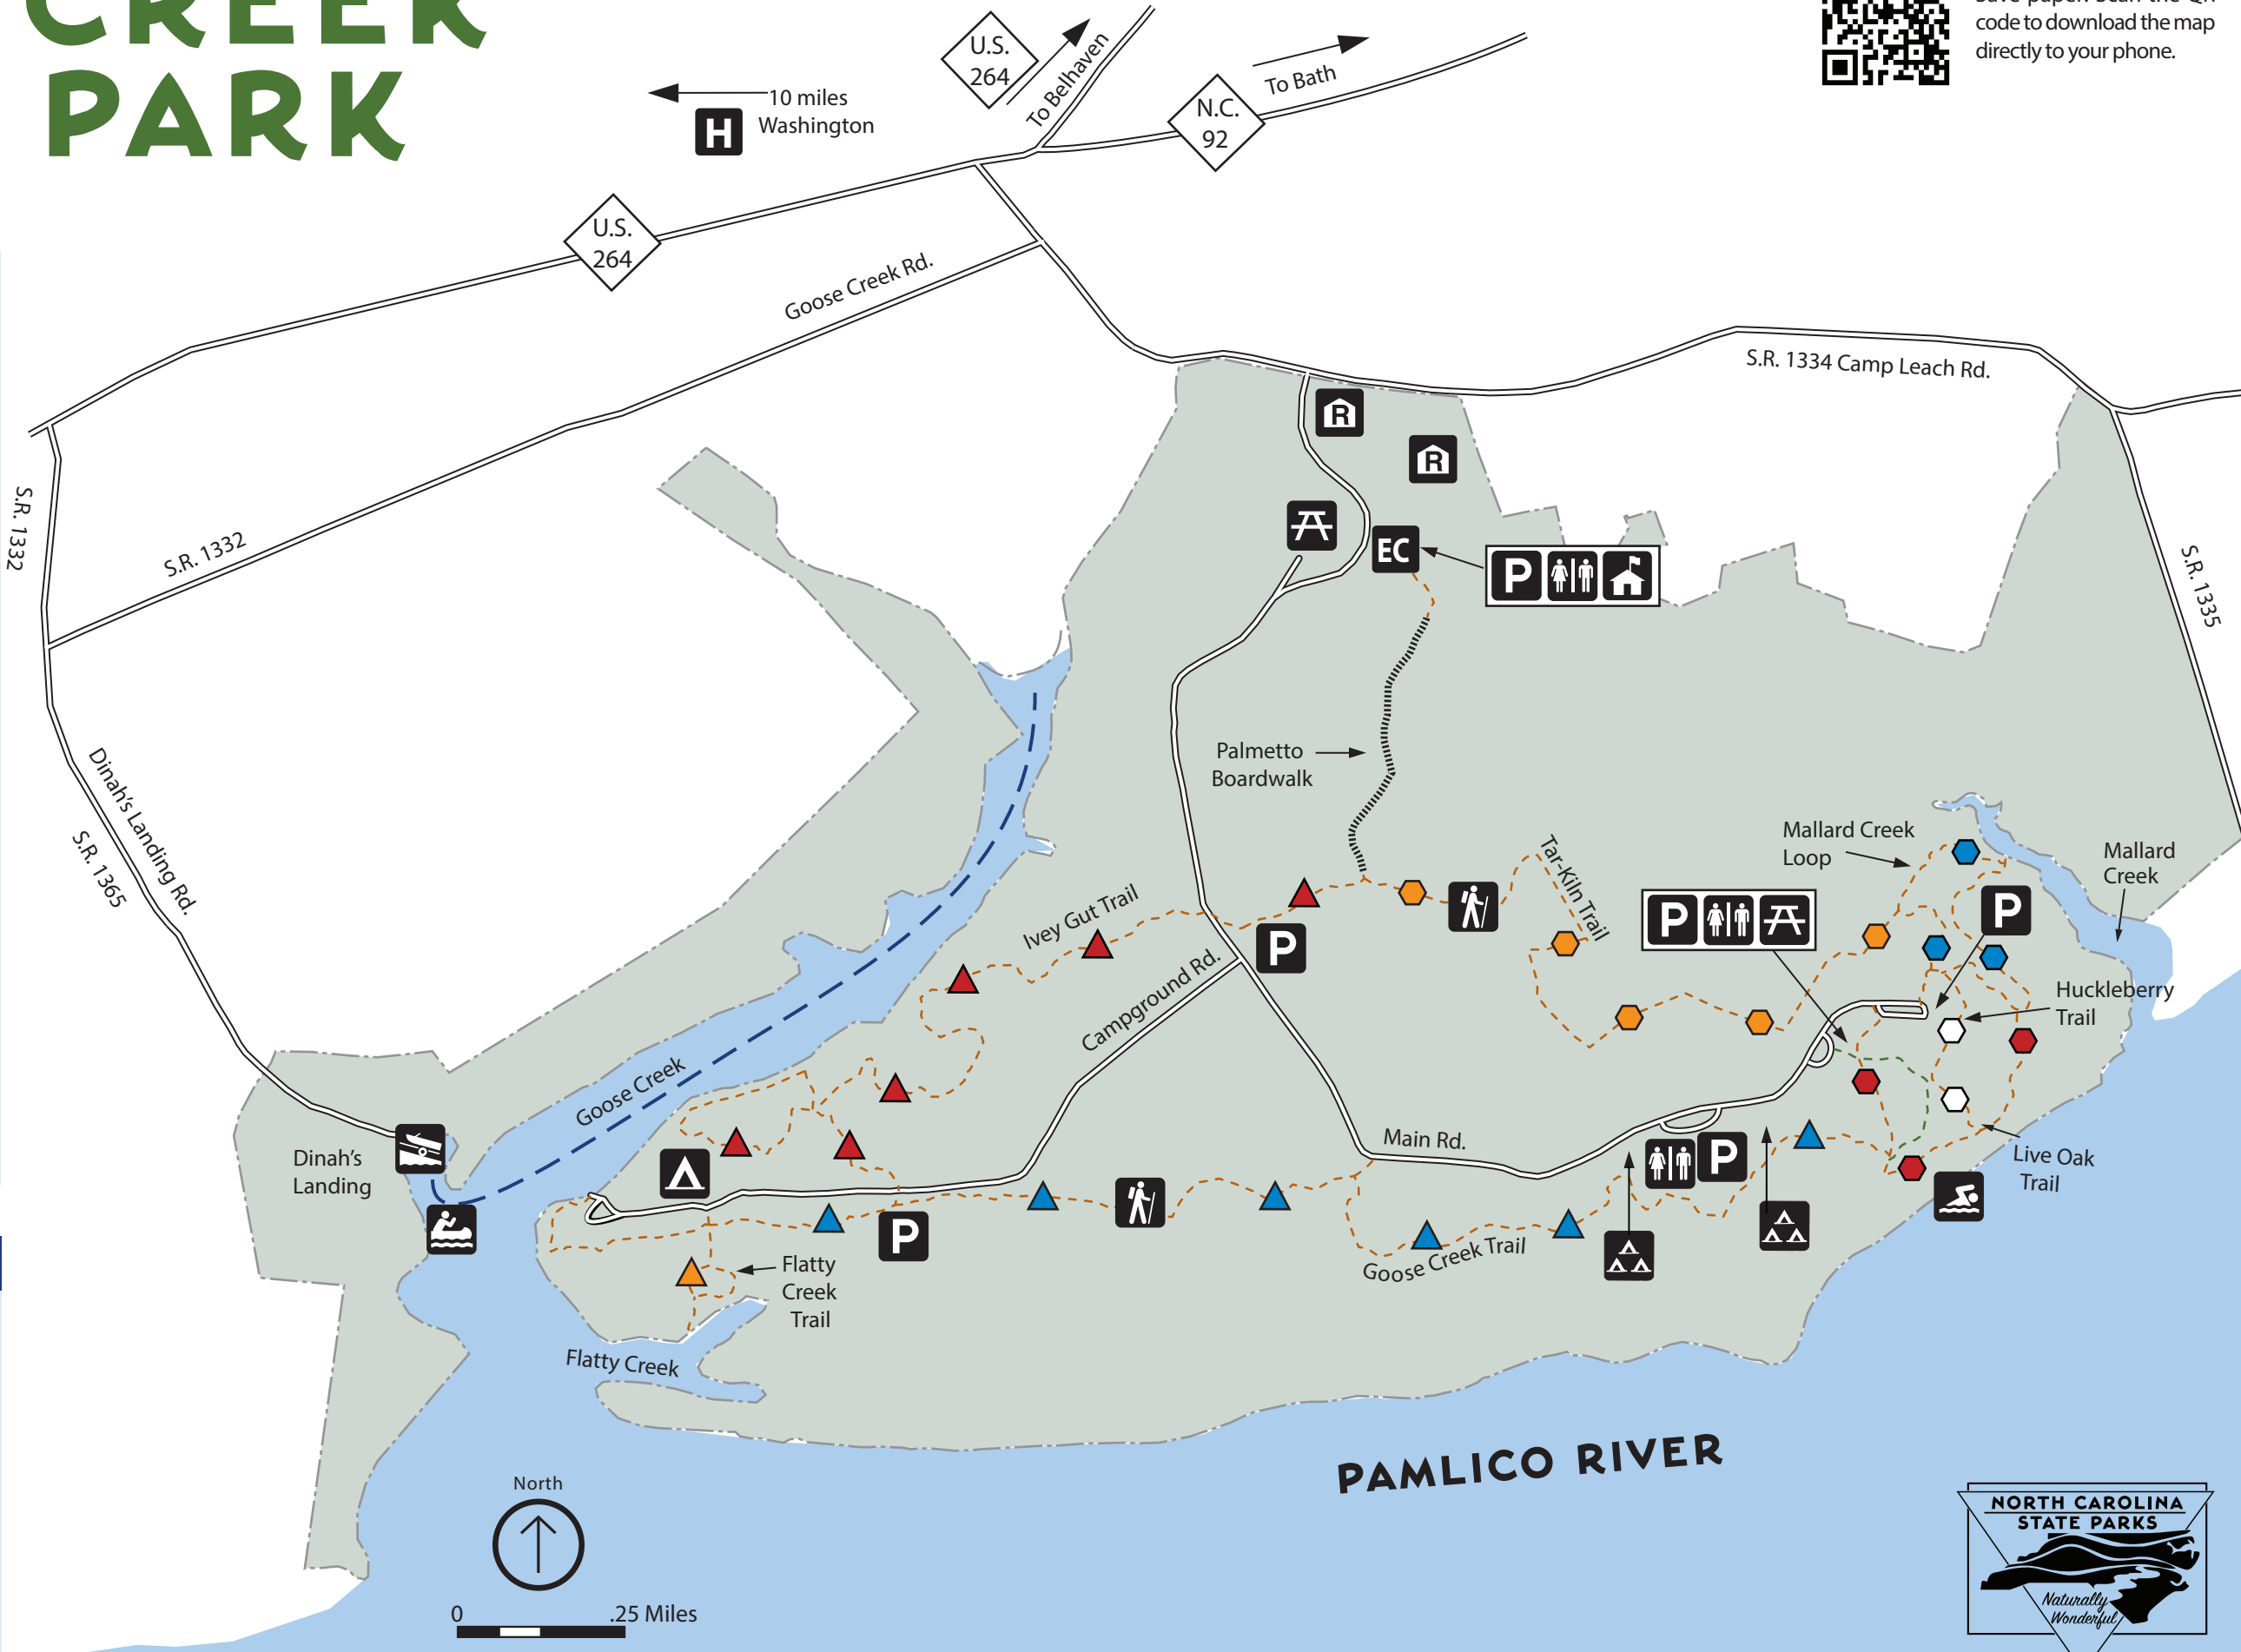 CREEK
PARK
code to download the map
directly to your phone.
U.S.
264
To Belhaven
10 miles
Washington
H
N.C.
92
To Bath
U.S.
264
Goose Creek Rd.
S.R. 1334 Camp Leach Rd.
R
R
S.R. 1332
S.R. 1332
EC
P
S.R. 1335
Palmetto
Boardwalk
Dinah's Landing Rd.
S.R. 1365
Mallard Creek
Loop
Mallard
Creek
Tar-Kiln Trail
Ivey Gut Trail
P
P
P
Campground Rd.
Huckleberry
Trail
Goose Creek
Main Rd.
P
Dinah's
Landing
Live Oak
Trail
P
Flatty
Creek
Trail
Goose Creek Trail
Flatty Creek
PAMLICO RIVER
North
0 .25 Miles
NORTH CAROLINA
STATE PARKS
Naturally
Wonderful